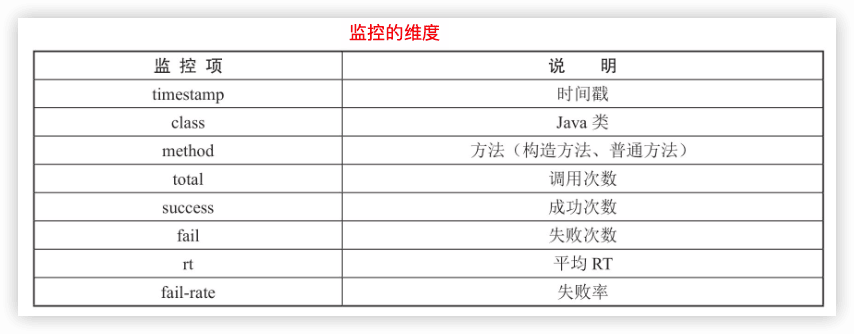 监控的维度
监 控 项 说 明
timestamp 时间戳
class Java 类
method 方法（构造方法、普通方法）
total 调用次数
success 成功次数
fail 失败次数
rt 平均 RT
fail-rate 失败率